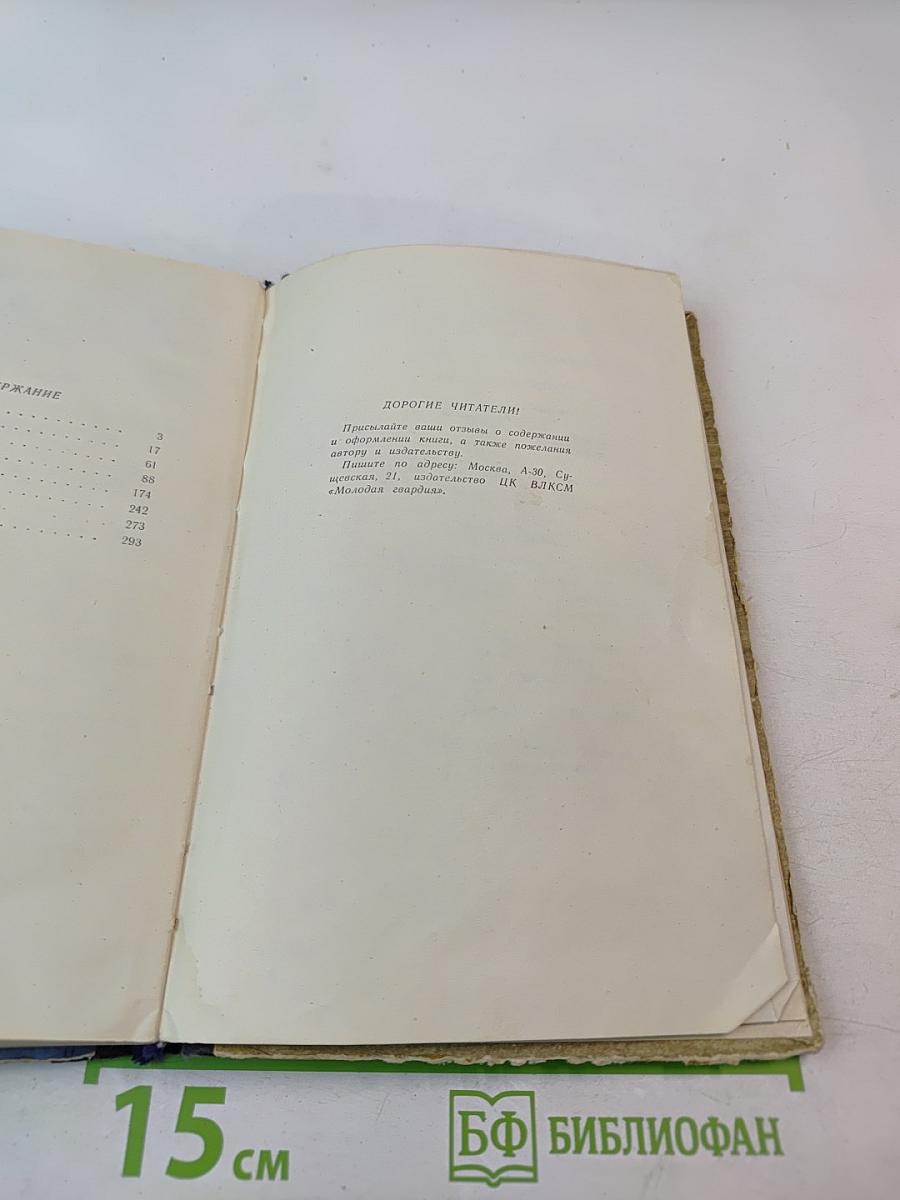 РЖАНИЕ
3
17
61
88
174
242
273
293
ДОРОГИЕ ЧИТАТЕЛИ!
Присылайте ваши отзывы о содержании
и оформлении книги, а также пожелания
автору и издательству.
Пишите по адресу: Москва, А-30, Су-
щевская, 21, издательство ЦК ВЛКСМ
«Молодая гвардия».
15 см
БФ БИБЛИОФАН